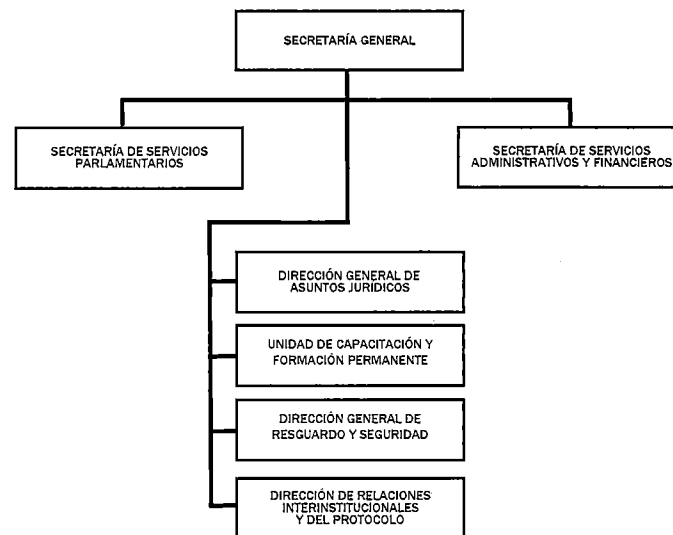 SECRETARÍA GENERAL
SECRETARÍA DE SERVICIOS
PARLAMENTARIOS
SECRETARÍA DE SERVICIOS
ADMINISTRATIVOS Y FINANCIEROS
DIRECCIÓN GENERAL DE
ASUNTOS JURÍDICOS
UNIDAD DE CAPACITACIÓN Y
FORMACIÓN PERMANENTE
DIRECCIÓN GENERAL DE
RESGUARDO Y SEGURIDAD
DIRECCIÓN DE RELACIONES
INTERINSTITUCIONALES
Y DEL PROTOCOLO